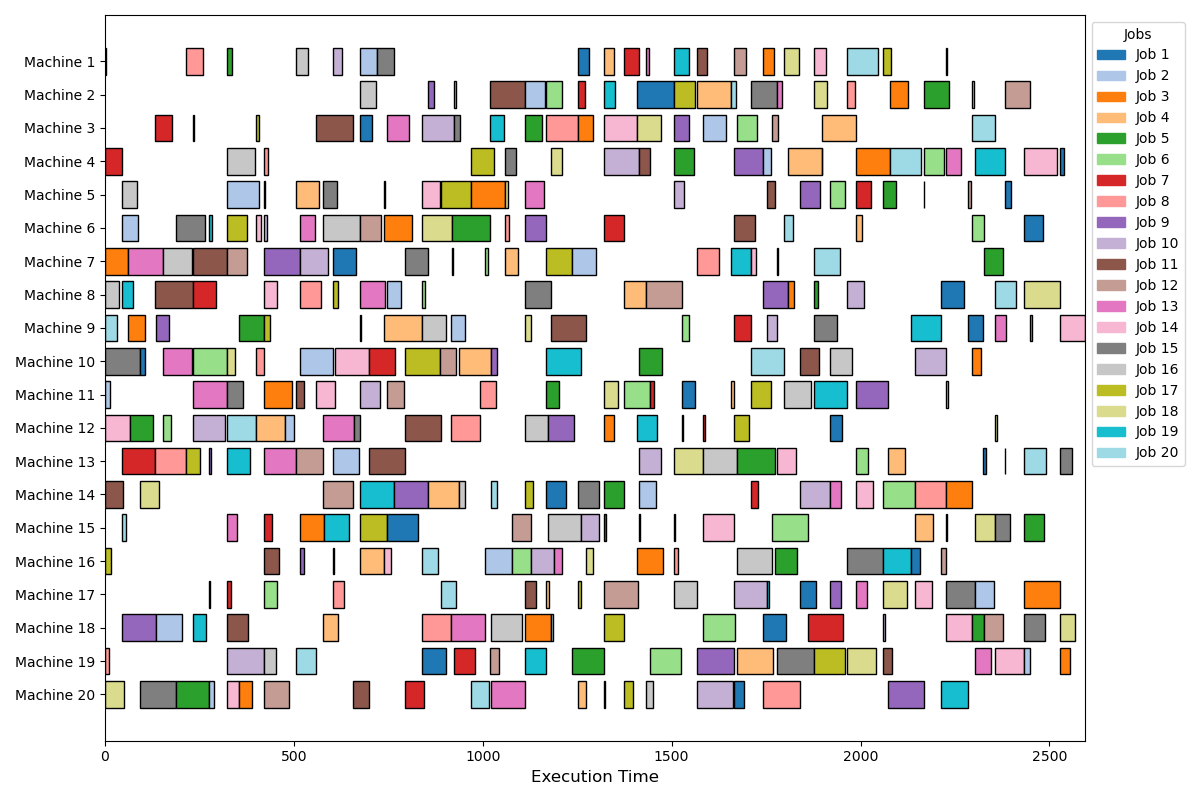 Machine 1
Machine 2
Machine 3
Machine 4
Machine 5
Machine 6
Machine 7
Machine 8
Machine 9
Machine 10
Machine 11
Machine 12
Machine 13
Machine 14
Machine 15
Machine 16
Machine 17
Machine 18
Machine 19
Machine 20
0 500 1000 1500 2000 2500
Execution Time
Jobs
Job 1
Job 2
Job 3
Job 4
Job 5
Job 6
Job 7
Job 8
Job 9
Job 10
Job 11
Job 12
Job 13
Job 14
Job 15
Job 16
Job 17
Job 18
Job 19
Job 20